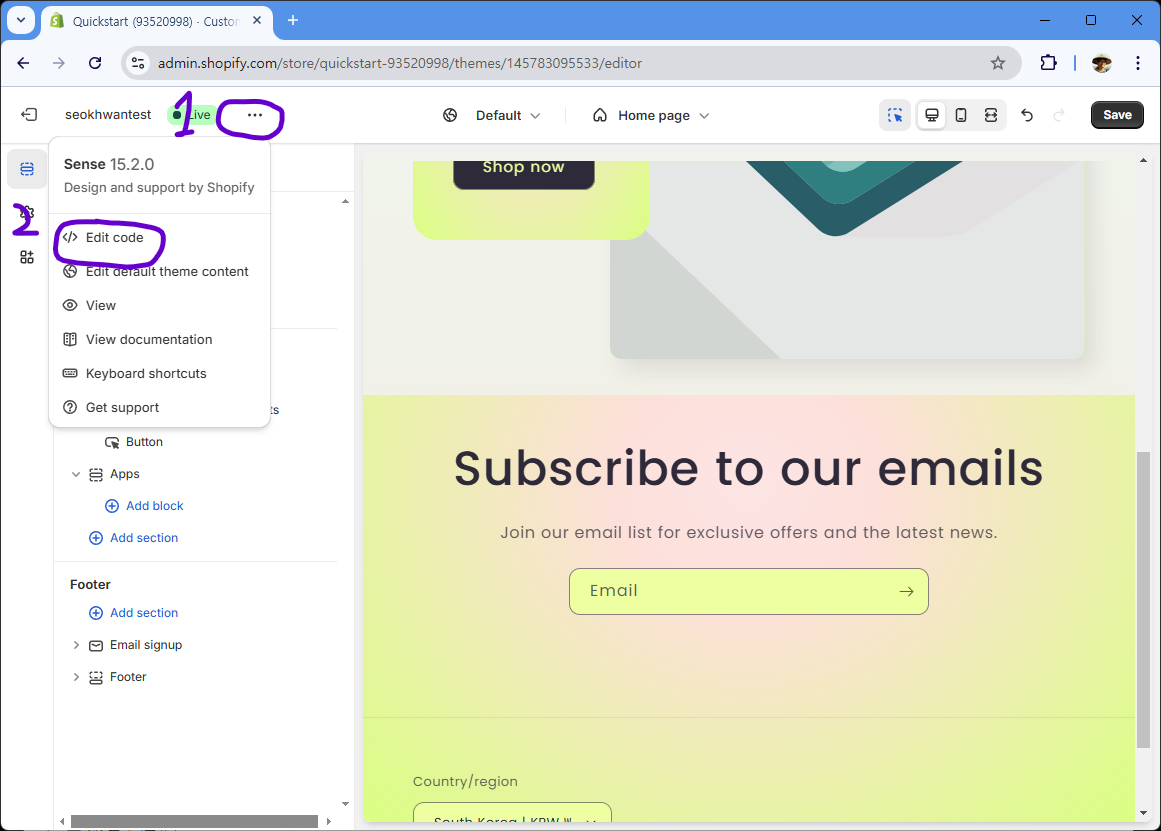 Quickstart (93520998) · Custor
admin.shopify.com/store/quickstart-93520998/themes/145783095533/editor
seokhwantest
Live
1
Default
Home page
Save
Sense 15.2.0
Design and support by Shopify
2
Edit code
Edit default theme content
View
View documentation
Keyboard shortcuts
Get support
ts
Button
Apps
Add block
Add section
Footer
Add section
Email signup
Footer
Shop now
Subscribe to our emails
Join our email list for exclusive offers and the latest news.
Email
Country/region
South Korea | KRW ₩